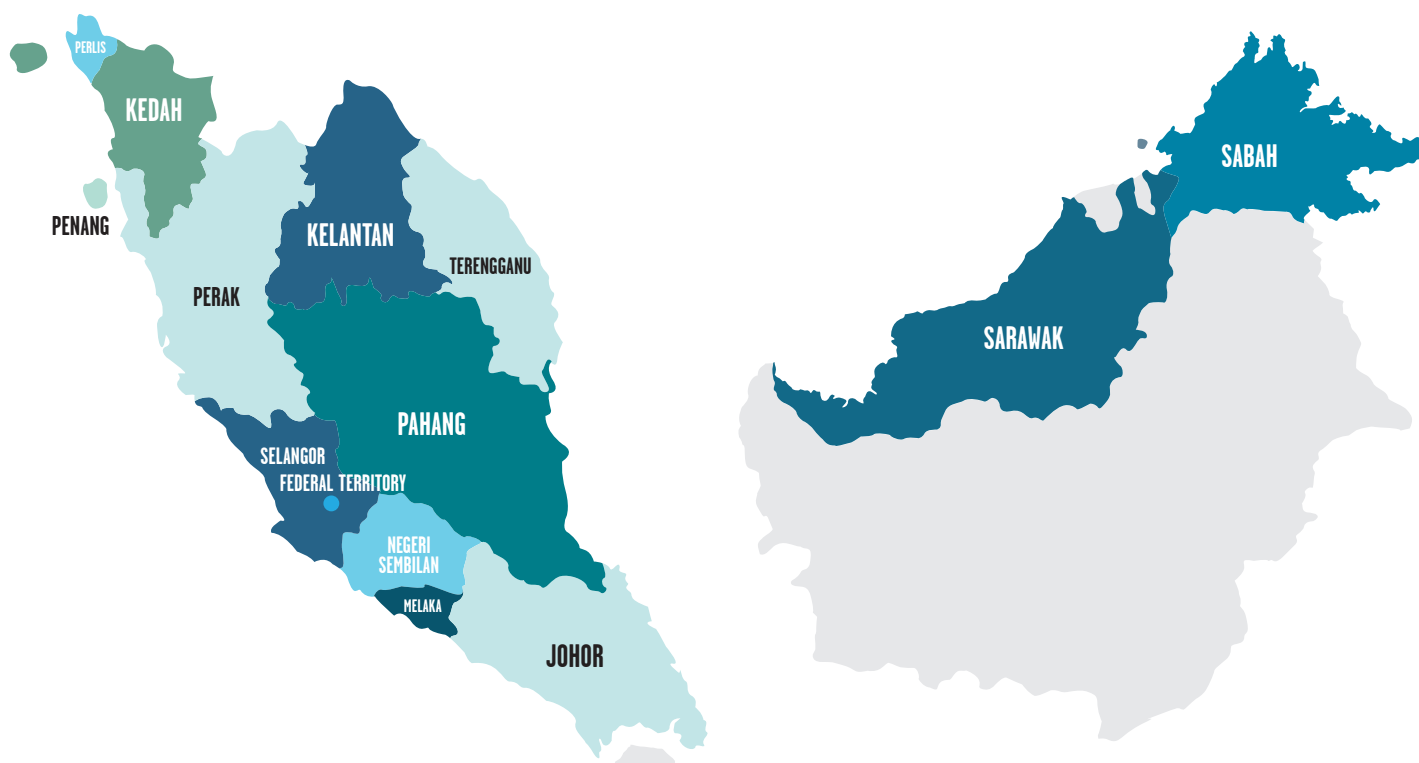 PERLIS
KEDAH
PENANG
PERAK
KELANTAN
TERENGGANU
PAHANG
SELANGOR
FEDERAL TERRITORY
NEGERI
SEMBILAN
MELAKA
JOHOR
SABAH
SARAWAK